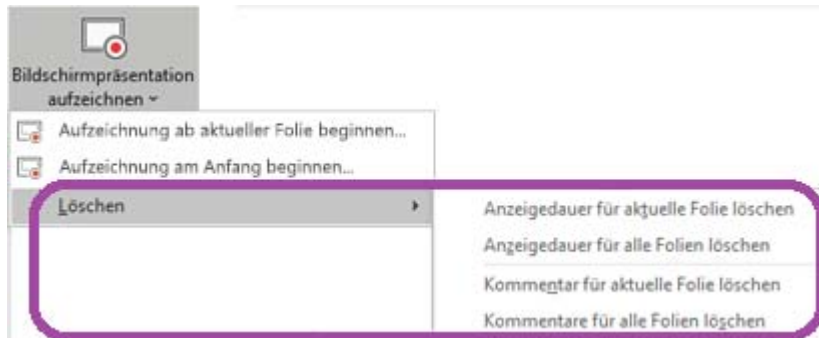 Bildschirmpräsentation
aufzeichnen
Aufzeichnung ab aktueller Folie beginnen...
Aufzeichnung am Anfang beginnen...
Löschen
Anzeigedauer für aktuelle Folie löschen
Anzeigedauer für alle Folien löschen
Kommentar für aktuelle Folie löschen
Kommentare für alle Folien löschen